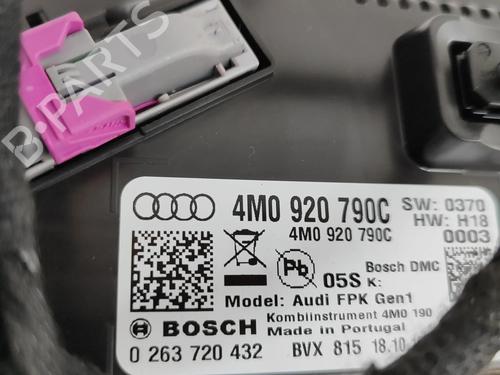 B-PARTS
4M0 920 790C SW: 0370
HW: H18
4M0 920 790C 0003
Pb
05S Bosch DMC
K:
Model: Audi FPK Gen1
Kombiinstrument 4M0 190
BOSCH Made in Portugal
0 263 720 432 BVX 815 18.10.